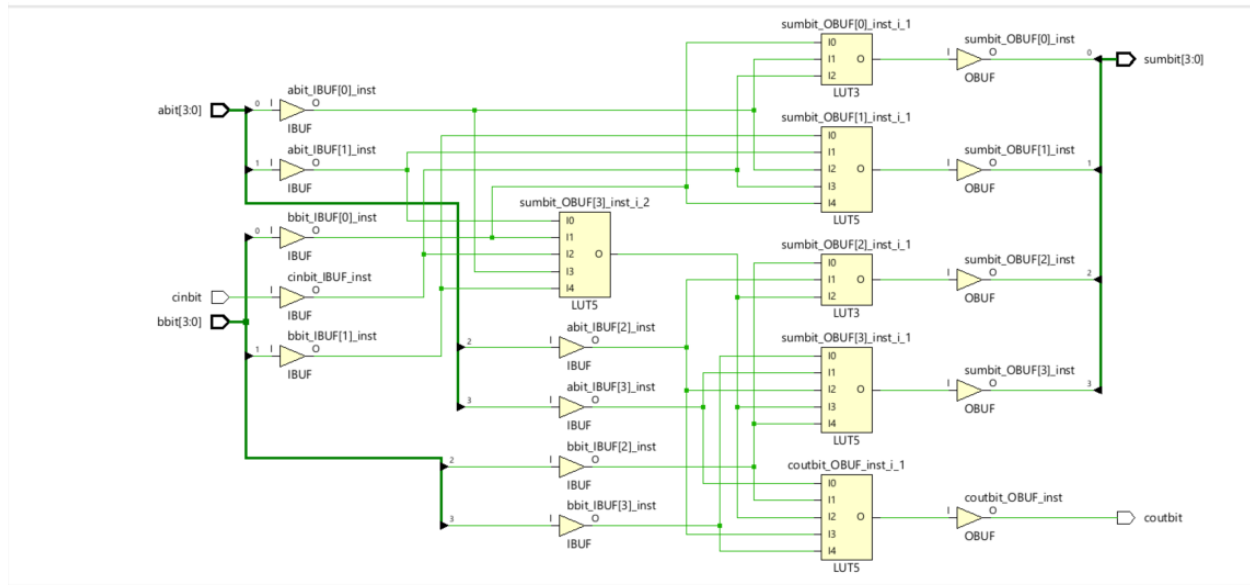 sumbit_OBUF[0]_inst_i_1
I0
I1
I2
O
LUT3
sumbit_OBUF[0]_inst
I
O
OBUF
0
sumbit[3:0]
abit[3:0]
0
I
abit_IBUF[0]_inst
O
IBUF
1
I
abit_IBUF[1]_inst
O
IBUF
sumbit_OBUF[1]_inst_i_1
I0
I1
I2
I3
I4
O
LUT5
sumbit_OBUF[1]_inst
I
O
OBUF
1
0
I
bbit_IBUF[0]_inst
O
IBUF
cinbit
I
cinbit_IBUF_inst
O
IBUF
bbit[3:0]
1
I
bbit_IBUF[1]_inst
O
IBUF
sumbit_OBUF[3]_inst_i_2
I0
I1
I2
I3
I4
O
LUT5
sumbit_OBUF[2]_inst_i_1
I0
I1
I2
O
LUT3
sumbit_OBUF[2]_inst
I
O
OBUF
2
2
I
abit_IBUF[2]_inst
O
IBUF
3
I
abit_IBUF[3]_inst
O
IBUF
sumbit_OBUF[3]_inst_i_1
I0
I1
I2
I3
I4
O
LUT5
sumbit_OBUF[3]_inst
I
O
OBUF
3
2
I
bbit_IBUF[2]_inst
O
IBUF
3
I
bbit_IBUF[3]_inst
O
IBUF
coutbit_OBUF_inst_i_1
I0
I1
I2
I3
I4
O
LUT5
coutbit_OBUF_inst
I
O
OBUF
coutbit